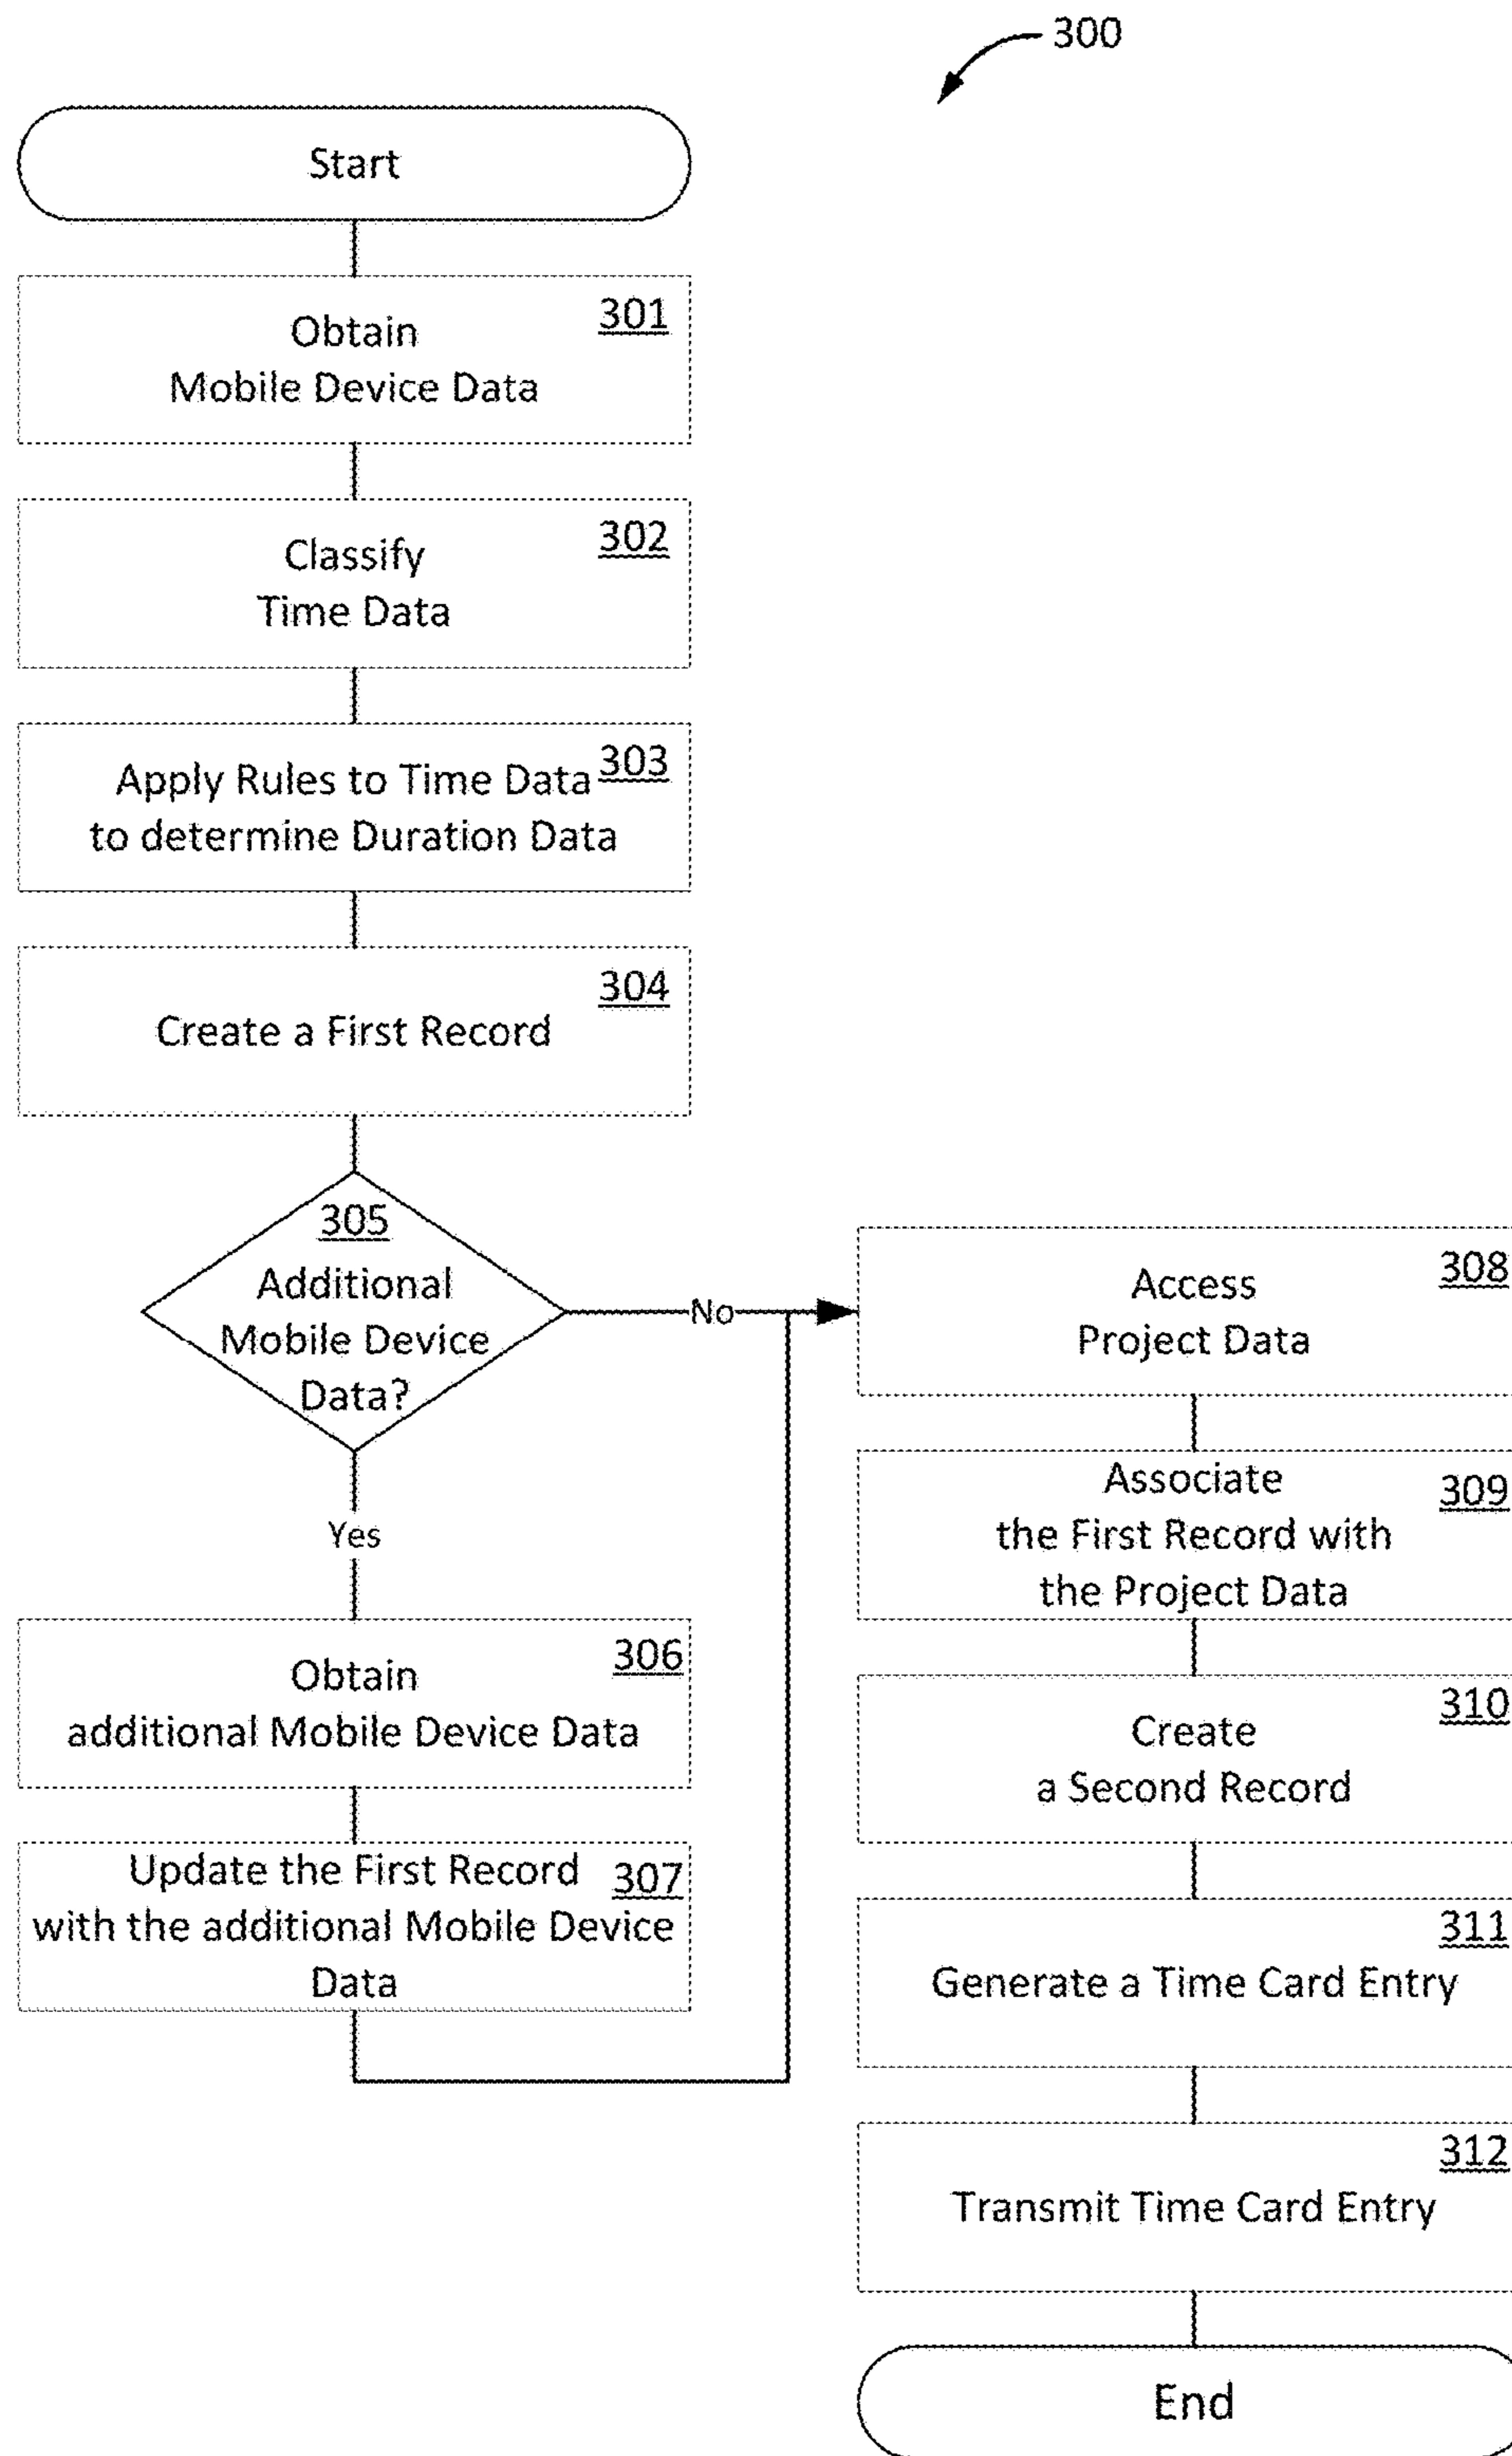 300
Start
301
Obtain
Mobile Device Data
302
Classify
Time Data
303
Apply Rules to Time Data
to determine Duration Data
304
Create a First Record
305
Additional
Mobile Device
Data?
No
Yes
306
Obtain
additional Mobile Device Data
307
Update the First Record
with the additional Mobile Device
Data
308
Access
Project Data
309
Associate
the First Record with
the Project Data
310
Create
a Second Record
311
Generate a Time Card Entry
312
Transmit Time Card Entry
End